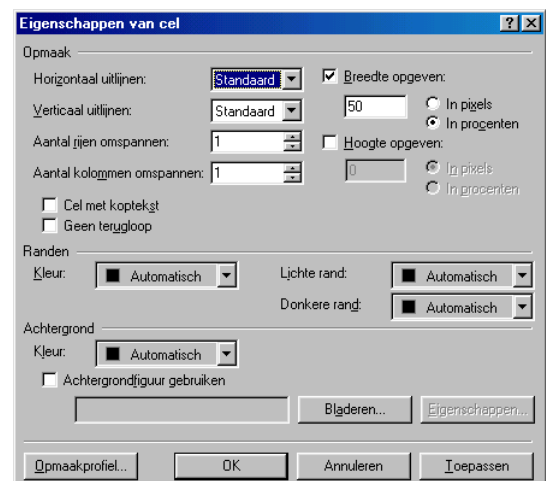 Eigenschappen van cel
Opmaak
Horizontaal uitlijnen: Standaard
Verticaal uitlijnen: Standaard
Aantal rijen omspannen: 1
Aantal kolommen omspannen: 1
Cel met koptekst
Geen terugloop
Breedte opgeven:
50
In pixels
In procenten
Hoogte opgeven:
0
In pixels
In procenten
Randen
Kleur: Automatisch
Lichte rand: Automatisch
Donkere rand: Automatisch
Achtergrond
Kleur: Automatisch
Achtergrondfiguur gebruiken
Bladeren... Eigenschappen...
Opmaakprofiel... OK Annuleren Toepassen